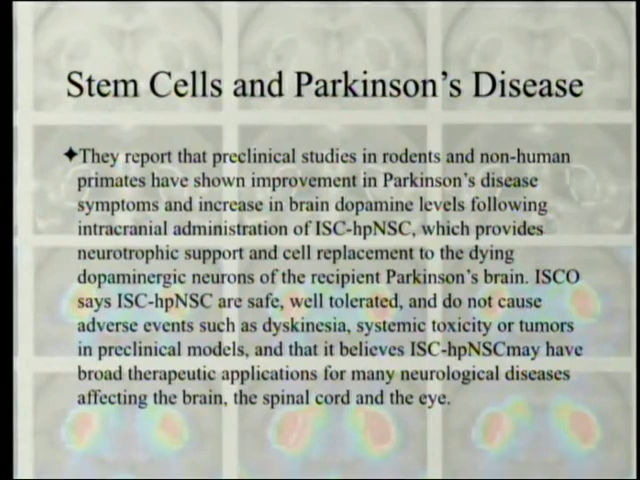 Stem Cells and Parkinson's Disease
✦They report that preclinical studies in rodents and non-human
primates have shown improvement in Parkinson's disease
symptoms and increase in brain dopamine levels following
intracranial administration of ISC-hpNSC, which provides
neurotrophic support and cell replacement to the dying
dopaminergic neurons of the recipient Parkinson's brain. ISCO
says ISC-hpNSC are safe, well tolerated, and do not cause
adverse events such as dyskinesia, systemic toxicity or tumors
in preclinical models, and that it believes ISC-hpNSCmay have
broad therapeutic applications for many neurological diseases
affecting the brain, the spinal cord and the eye.